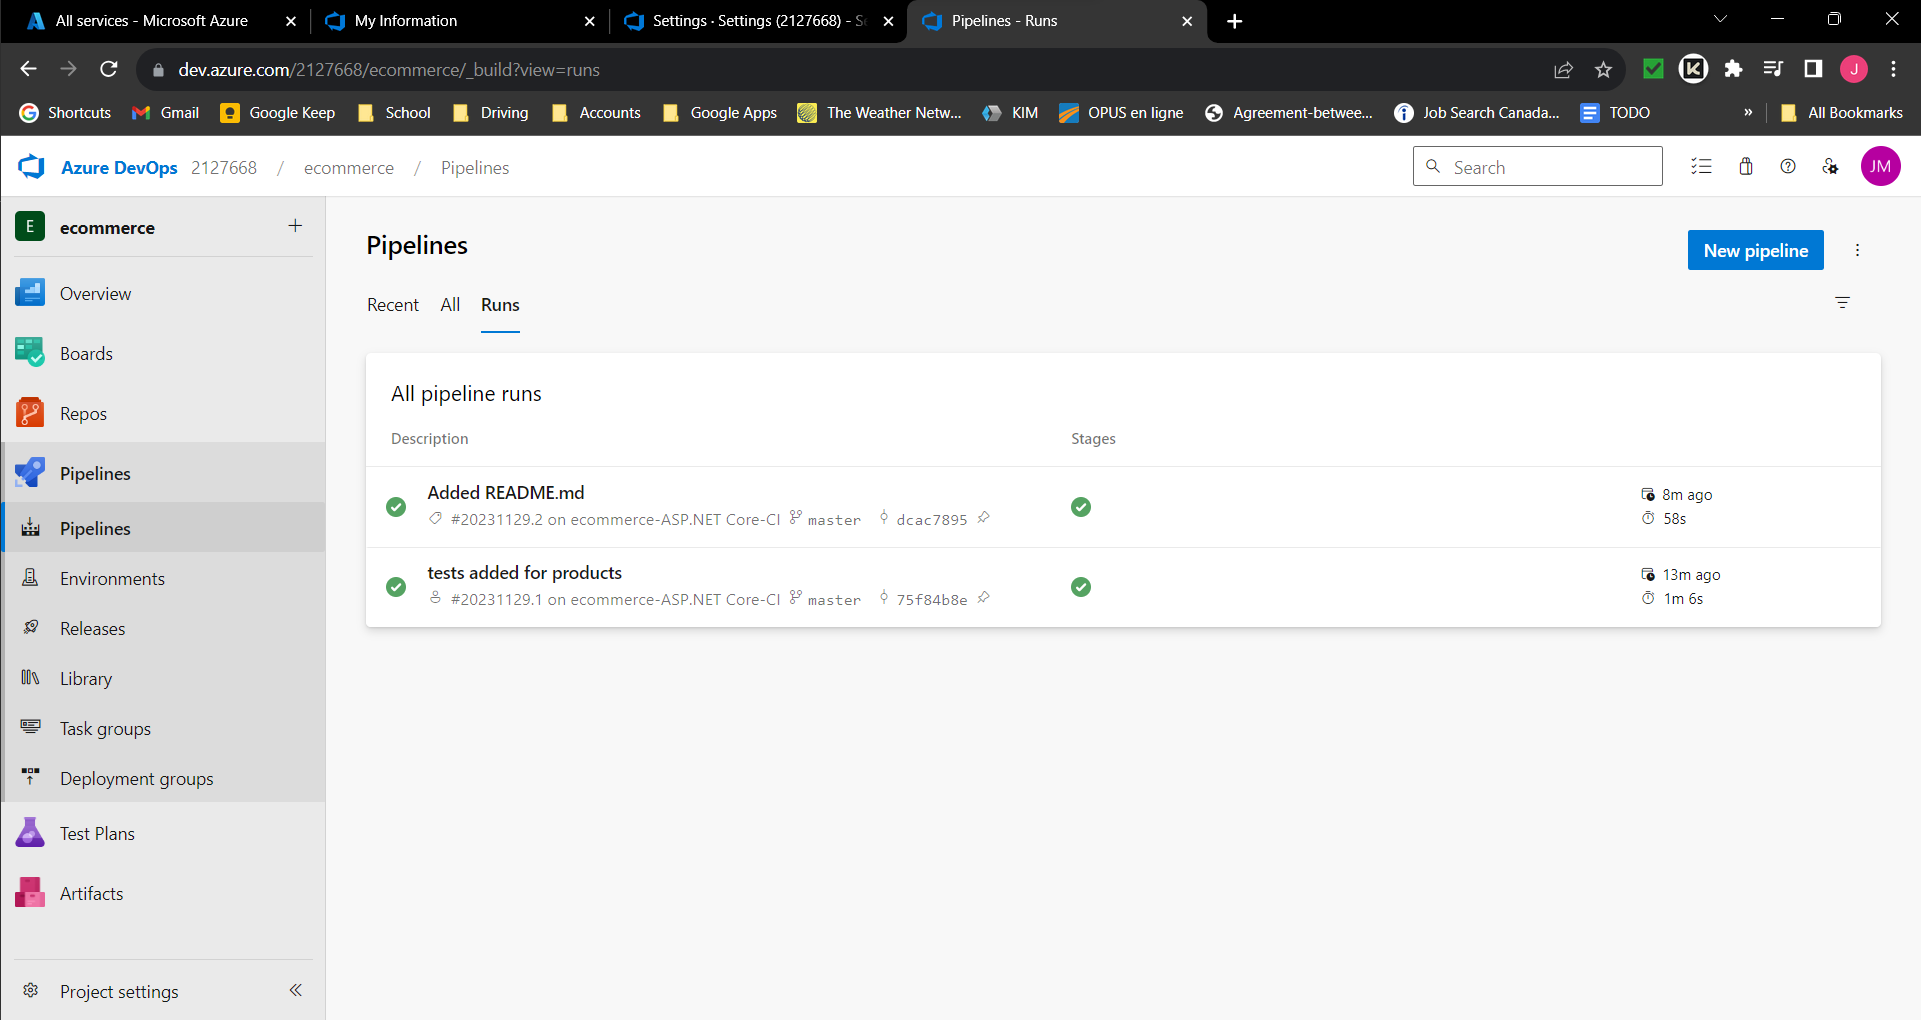 All services - Microsoft Azure
My Information
Settings · Settings (2127668) - Se
Pipelines - Runs
dev.azure.com/2127668/ecommerce/_build?view=runs
J
Shortcuts
Gmail
Google Keep
School
Driving
Accounts
Google Apps
The Weather Netw...
KIM
OPUS en ligne
Agreement-betwee...
Job Search Canada...
TODO
»
All Bookmarks
Azure DevOps 2127668 / ecommerce / Pipelines
Search
JM
E ecommerce
Overview
Boards
Repos
Pipelines
Pipelines
Environments
Releases
Library
Task groups
Deployment groups
Test Plans
Artifacts
Project settings
Pipelines
New pipeline
Recent All Runs
All pipeline runs
Description Stages
Added README.md
#20231129.2 on ecommerce-ASP.NET Core-CI master dcac7895
8m ago
58s
tests added for products
#20231129.1 on ecommerce-ASP.NET Core-CI master 75f84b8e
13m ago
1m 6s